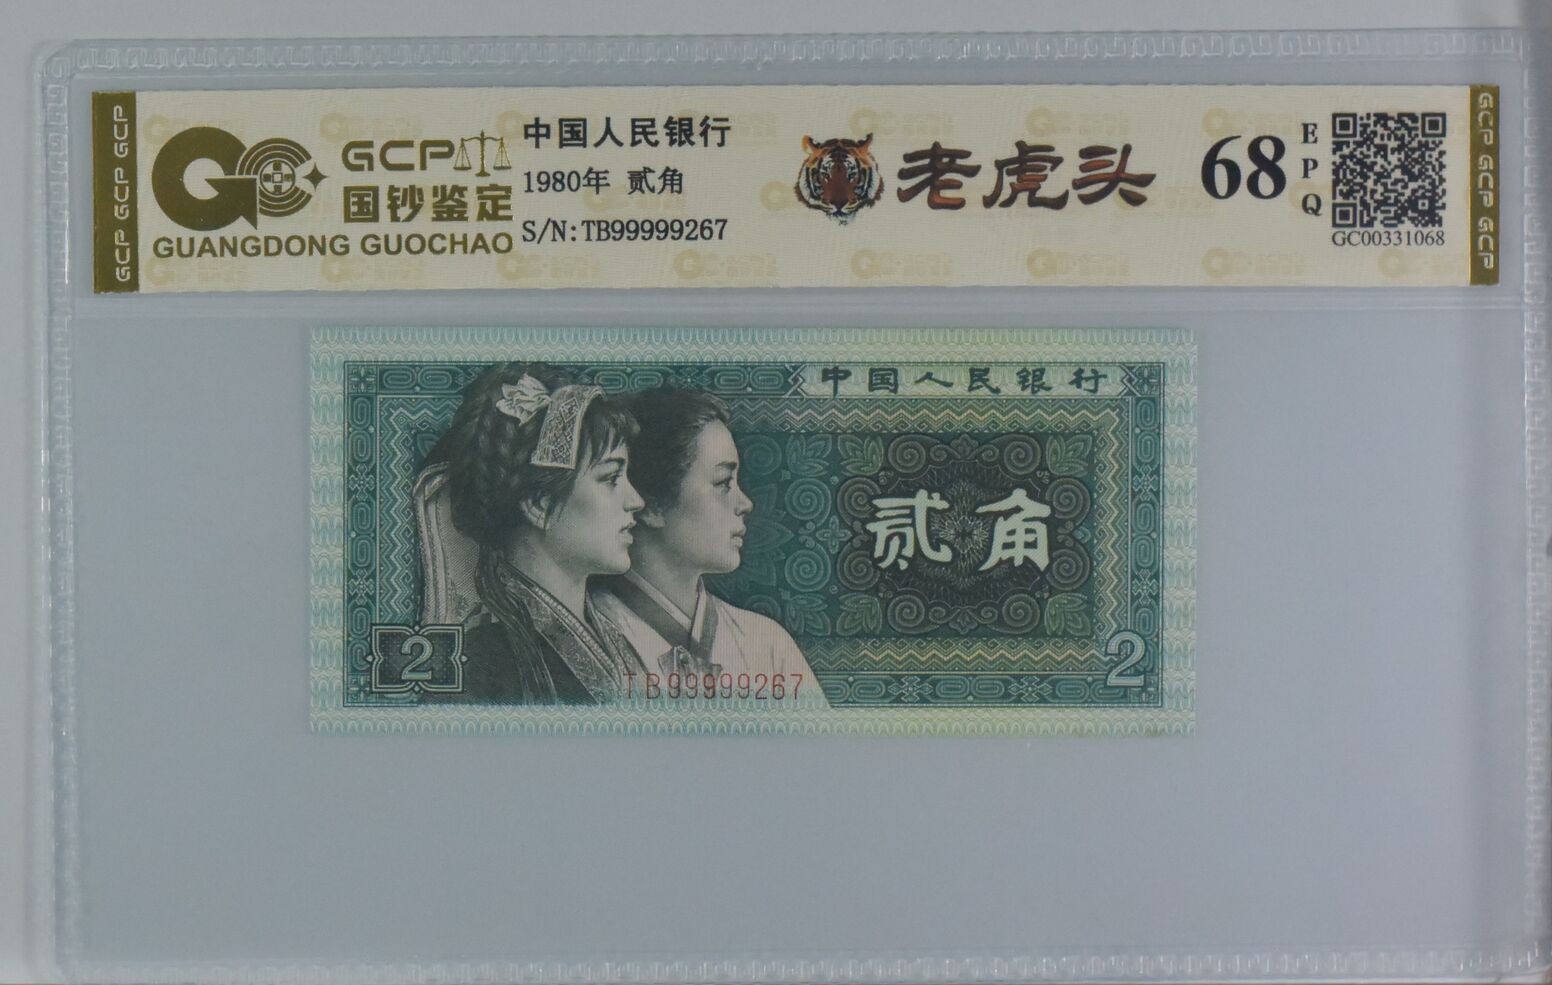 GCP GCP GCP
GCP
国钞鉴定
GUANGDONG GUOCHAO
中国人民银行
1980年 贰角
S/N:TB99999267
老虎头
68
EPQ
GC00331068
GCP GCP GCP
中国人民银行
贰角
2
2
TB99999267